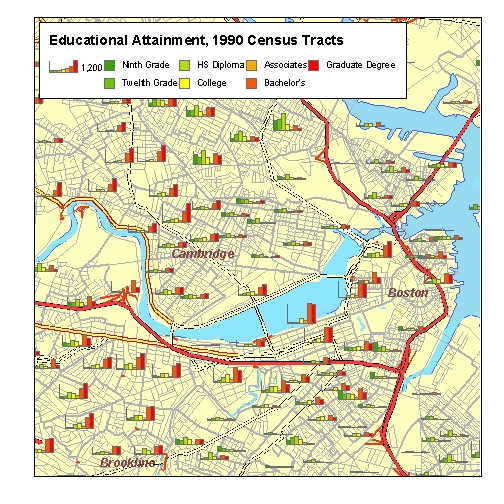 Educational Attainment, 1990 Census Tracts
1,200 Ninth Grade HS Diploma Associates Graduate Degree
Twelth Grade College Bachelor's
Cambridge
Boston
Brookline